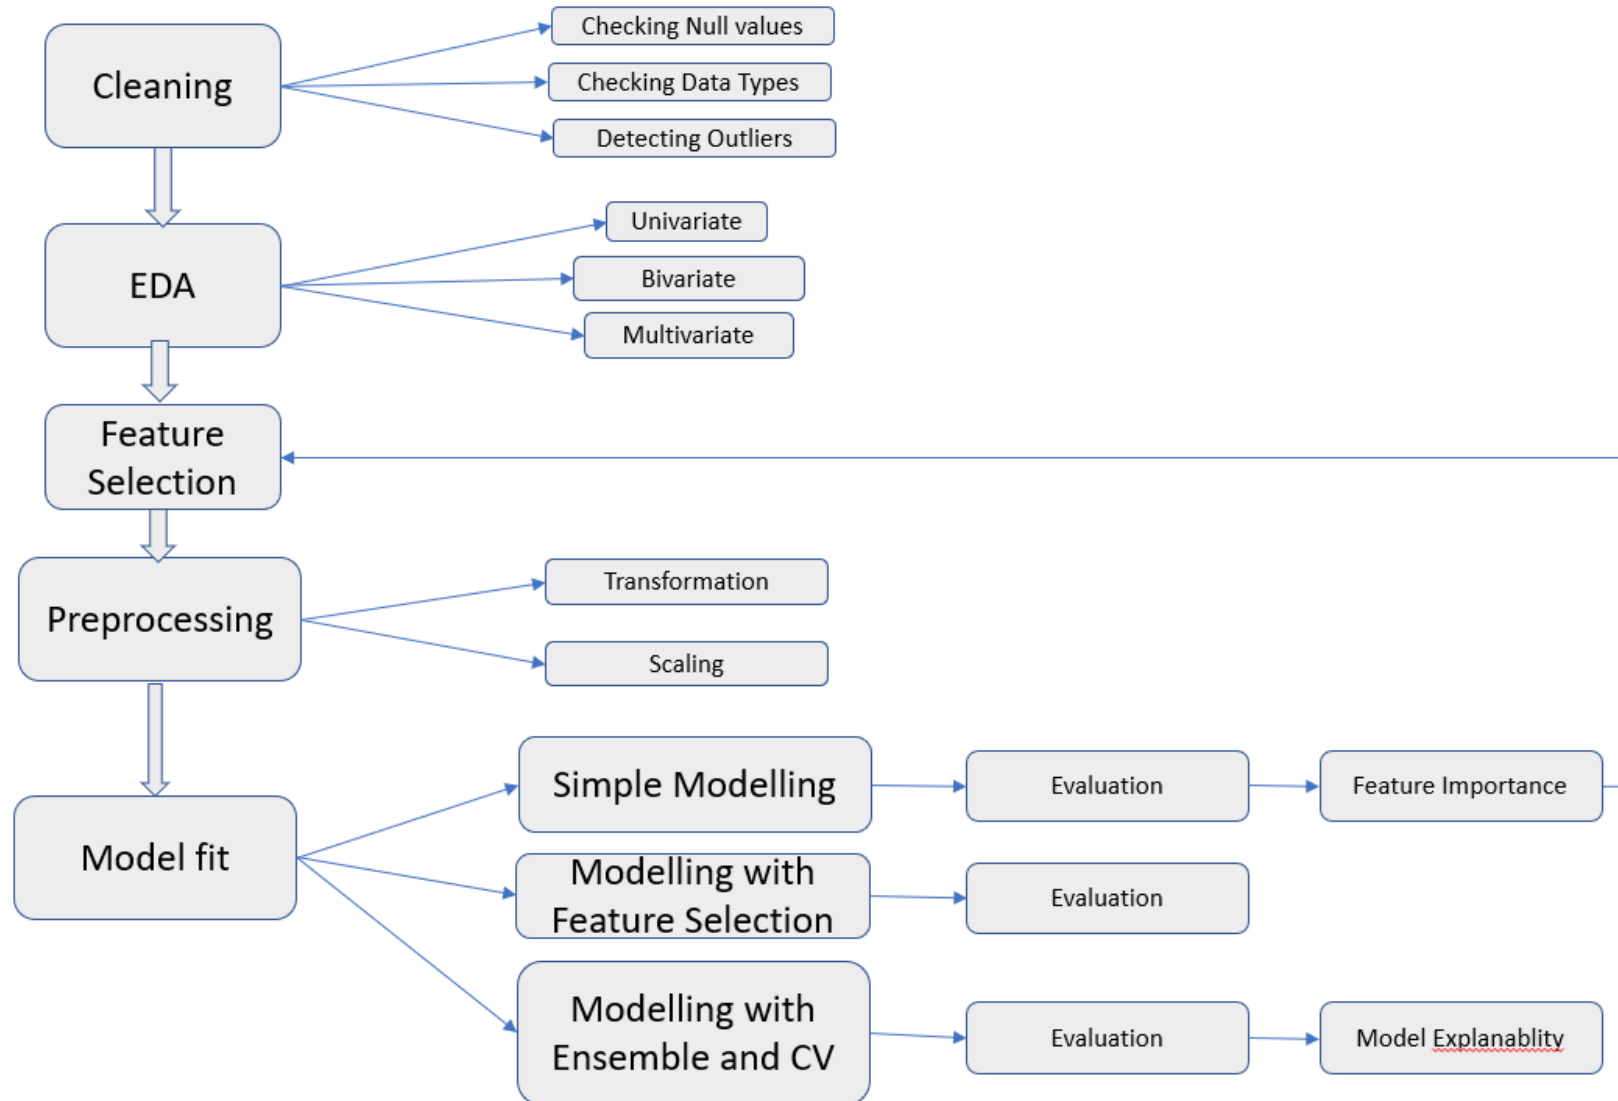 Cleaning
Checking Null values
Checking Data Types
Detecting Outliers
EDA
Univariate
Bivariate
Multivariate
Feature
Selection
Preprocessing
Transformation
Scaling
Model fit
Simple Modelling
Evaluation
Feature Importance
Modelling with
Feature Selection
Evaluation
Modelling with
Ensemble and CV
Evaluation
Model Explanablity